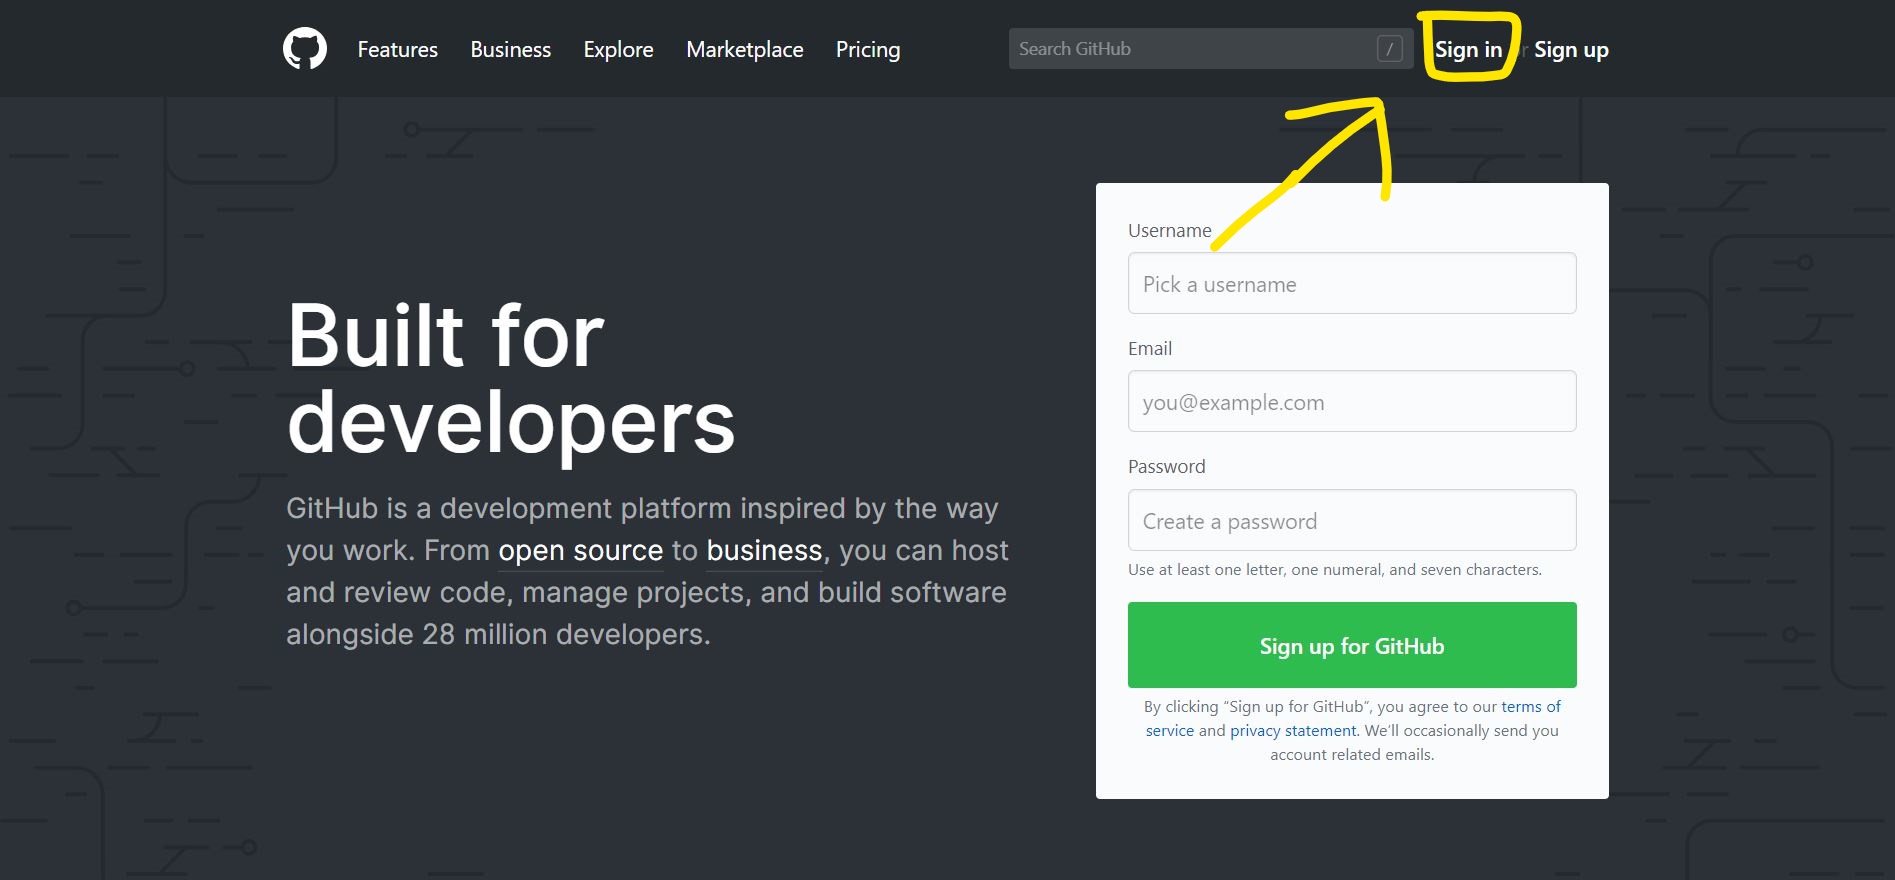 Features Business Explore Marketplace Pricing Search GitHub / Sign in or Sign up
Built for
developers
GitHub is a development platform inspired by the way
you work. From open source to business, you can host
and review code, manage projects, and build software
alongside 28 million developers.
Username
Pick a username
Email
you@example.com
Password
Create a password
Use at least one letter, one numeral, and seven characters.
Sign up for GitHub
By clicking “Sign up for GitHub”, you agree to our terms of
service and privacy statement. We’ll occasionally send you
account related emails.